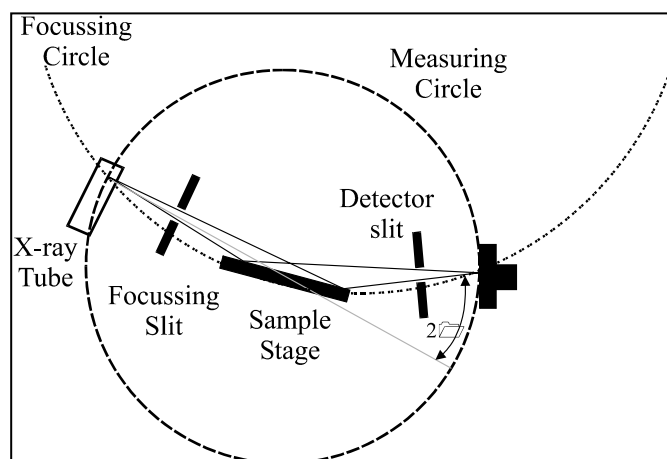 Focussing
Circle
Measuring
Circle
Detector
slit
X-ray
Tube
Focussing
Slit
Sample
Stage
2🗁